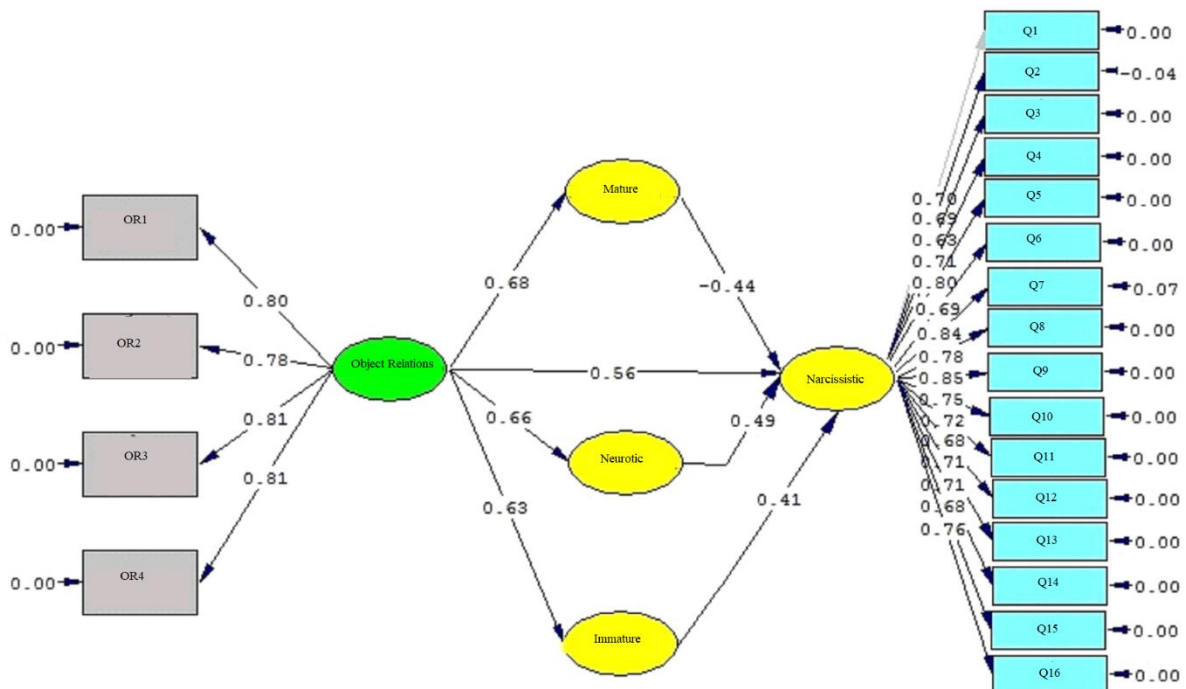 Q1
0.00
Q2
-0.04
Q3
0.00
Q4
0.00
Q5
0.00
Q6
0.00
Q7
0.07
Q8
0.00
Q9
0.00
Q10
0.00
Q11
0.00
Q12
0.00
Q13
0.00
Q14
0.00
Q15
0.00
Q16
0.00
0.00
OR1
0.00
OR2
0.00
OR3
0.00
OR4
0.80
0.78
0.81
0.81
Object Relations
0.68
0.56
0.66
0.63
Mature
Neurotic
Immature
-0.44
0.49
0.41
Narcissistic
0.70
0.69
0.63
0.71
0.80
0.69
0.84
0.78
0.85
0.75
0.72
0.68
0.71
0.71
0.68
0.76